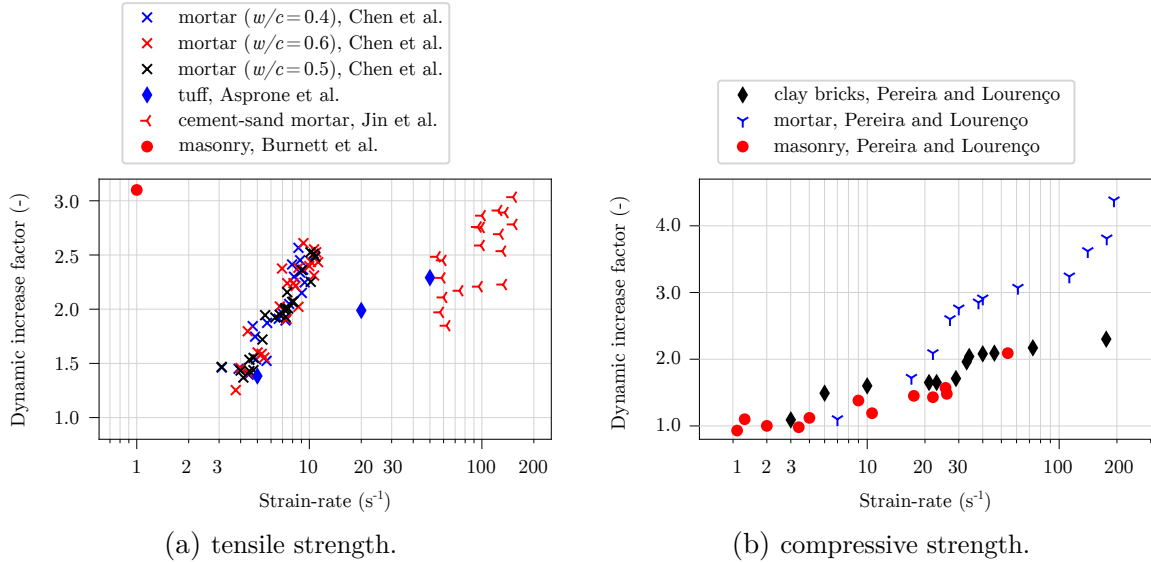 mortar (w/c = 0.4), Chen et al.
mortar (w/c = 0.6), Chen et al.
mortar (w/c = 0.5), Chen et al.
tuff, Asprone et al.
cement-sand mortar, Jin et al.
masonry, Burnett et al.
Dynamic increase factor (-)
3.0
2.5
2.0
1.5
1.0
1 2 3 10 20 30 100 200
Strain-rate (s⁻¹)
(a) tensile strength.
clay bricks, Pereira and Lourenço
mortar, Pereira and Lourenço
masonry, Pereira and Lourenço
Dynamic increase factor (-)
4.0
3.0
2.0
1.0
1 2 3 10 20 30 100 200
Strain-rate (s⁻¹)
(b) compressive strength.